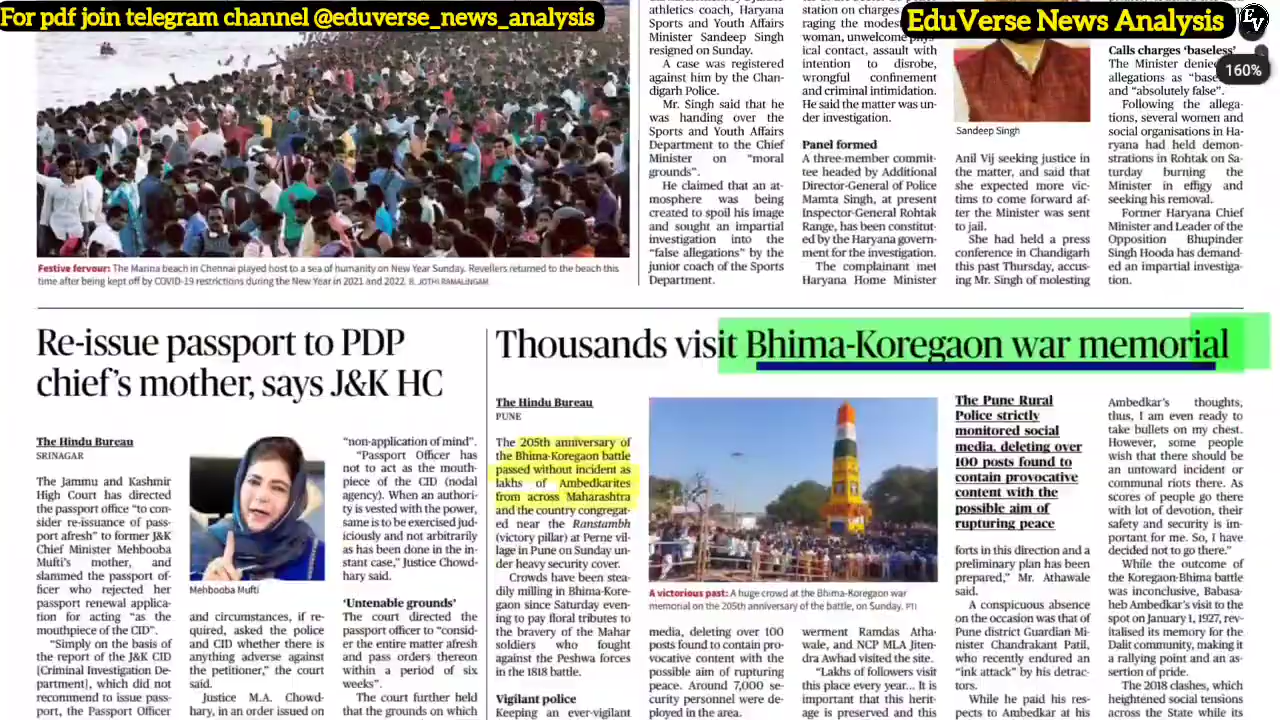 For pdf join telegram channel @eduverse_news_analysis
EduVerse News Analysis
EV
160%
athletics coach, Haryana
Sports and Youth Affairs
Minister Sandeep Singh
resigned on Sunday.
A case was registered
against him by the Chan-
digarh Police.
Mr. Singh said that he
was handing over the
Sports and Youth Affairs
Department to the Chief
Minister on “moral
grounds”.
He claimed that an at-
mosphere was being
created to spoil his image
and sought an impartial
investigation into the
“false allegations” by the
junior coach of the Sports
Department.
station on charges
raging the modest
woman, unwelcome phys-
ical contact, assault with
intention to disrobe,
wrongful confinement
and criminal intimidation.
He said the matter was un-
der investigation.
Panel formed
A three-member commit-
tee headed by Additional
Director-General of Police
Mamta Singh, at present
Inspector-General Rohtak
Range, has been constitut-
ed by the Haryana govern-
ment for the investigation.
The complainant met
Haryana Home Minister
Sandeep Singh
Anil Vij seeking justice in
the matter, and said that
she expected more vic-
tims to come forward af-
ter the Minister was sent
to jail.
She had held a press
conference in Chandigarh
this past Thursday, accus-
ing Mr. Singh of molesting
Calls charges ‘baseless’
The Minister denied
allegations as “base
and “absolutely false”.
Following the allega-
tions, several women and
social organisations in Ha-
ryana had held demon-
strations in Rohtak on Sa-
turday burning the
Minister in effigy and
seeking his removal.
Former Haryana Chief
Minister and Leader of the
Opposition Bhupinder
Singh Hooda has demand-
ed an impartial investiga-
tion.
Festive fervour: The Marina beach in Chennai played host to a sea of humanity on New Year Sunday. Revellers returned to the beach this
time after being kept off by COVID-19 restrictions during the New Year in 2021 and 2022. B. JOTHI RAMALINGAM
Re-issue passport to PDP
chief’s mother, says J&K HC
The Hindu Bureau
SRINAGAR
The Jammu and Kashmir
High Court has directed
the passport office “to con-
sider re-issuance of pass-
port afresh” to former J&K
Chief Minister Mehbooba
Mufti’s mother, and
slammed the passport of-
ficer who rejected her
passport renewal applica-
tion for acting “as the
mouthpiece of the CID”.
“Simply on the basis of
the report of the J&K CID
[Criminal Investigation De-
partment], which did not
recommend to issue pass-
port, the Passport Officer
Mehbooba Mufti
and circumstances, if re-
quired, asked the police
and CID whether there is
anything adverse against
the petitioner,” the court
said.
Justice M.A. Chowd-
hary, in an order issued on
“non-application of mind”.
“Passport Officer has
not to act as the mouth-
piece of the CID (nodal
agency). When an authori-
ty is vested with the power,
same is to be exercised jud-
iciously and not arbitrarily
as has been done in the in-
stant case,” Justice Chowd-
hary said.
‘Untenable grounds’
The court directed the
passport officer to “consid-
er the entire matter afresh
and pass orders thereon
within a period of six
weeks”.
The court further held
that the grounds on which
Thousands visit Bhima-Koregaon war memorial
The Hindu Bureau
PUNE
The 205th anniversary of
the Bhima-Koregaon battle
passed without incident as
lakhs of Ambedkarites
from across Maharashtra
and the country congregat-
ed near the Ranstambh
(victory pillar) at Perne vil-
lage in Pune on Sunday un-
der heavy security cover.
Crowds have been stea-
dily milling in Bhima-Kore-
gaon since Saturday even-
ing to pay floral tributes to
the bravery of the Mahar
soldiers who fought
against the Peshwa forces
in the 1818 battle.
Vigilant police
Keeping an ever-vigilant
A victorious past: A huge crowd at the Bhima-Koregaon war
memorial on the 205th anniversary of the battle, on Sunday. PTI
media, deleting over 100
posts found to contain pro-
vocative content with the
possible aim of rupturing
peace. Around 7,000 se-
curity personnel were de-
ployed in the area.
werment Ramdas Atha-
wale, and NCP MLA Jiten-
dra Awhad visited the site.
“Lakhs of followers visit
this place every year... It is
important that this herit-
age is preserved and this
The Pune Rural
Police strictly
monitored social
media, deleting over
100 posts found to
contain provocative
content with the
possible aim of
rupturing peace
forts in this direction and a
preliminary plan has been
prepared,” Mr. Athawale
said.
A conspicuous absence
on the occasion was that of
Pune district Guardian Mi-
nister Chandrakant Patil,
who recently endured an
“ink attack” by his detrac-
tors.
While he paid his res-
pects to Ambedkar at his
Ambedkar’s thoughts,
thus, I am even ready to
take bullets on my chest.
However, some people
wish that there should be
an untoward incident or
communal riots there. As
scores of people go there
with lot of devotion, their
safety and security is im-
portant for me. So, I have
decided not to go there.”
While the outcome of
the Koregaon-Bhima battle
was inconclusive, Babasa-
heb Ambedkar’s visit to the
spot on January 1, 1927, rev-
italised its memory for the
Dalit community, making it
a rallying point and an as-
sertion of pride.
The 2018 clashes, which
heightened social tensions
across the State while its